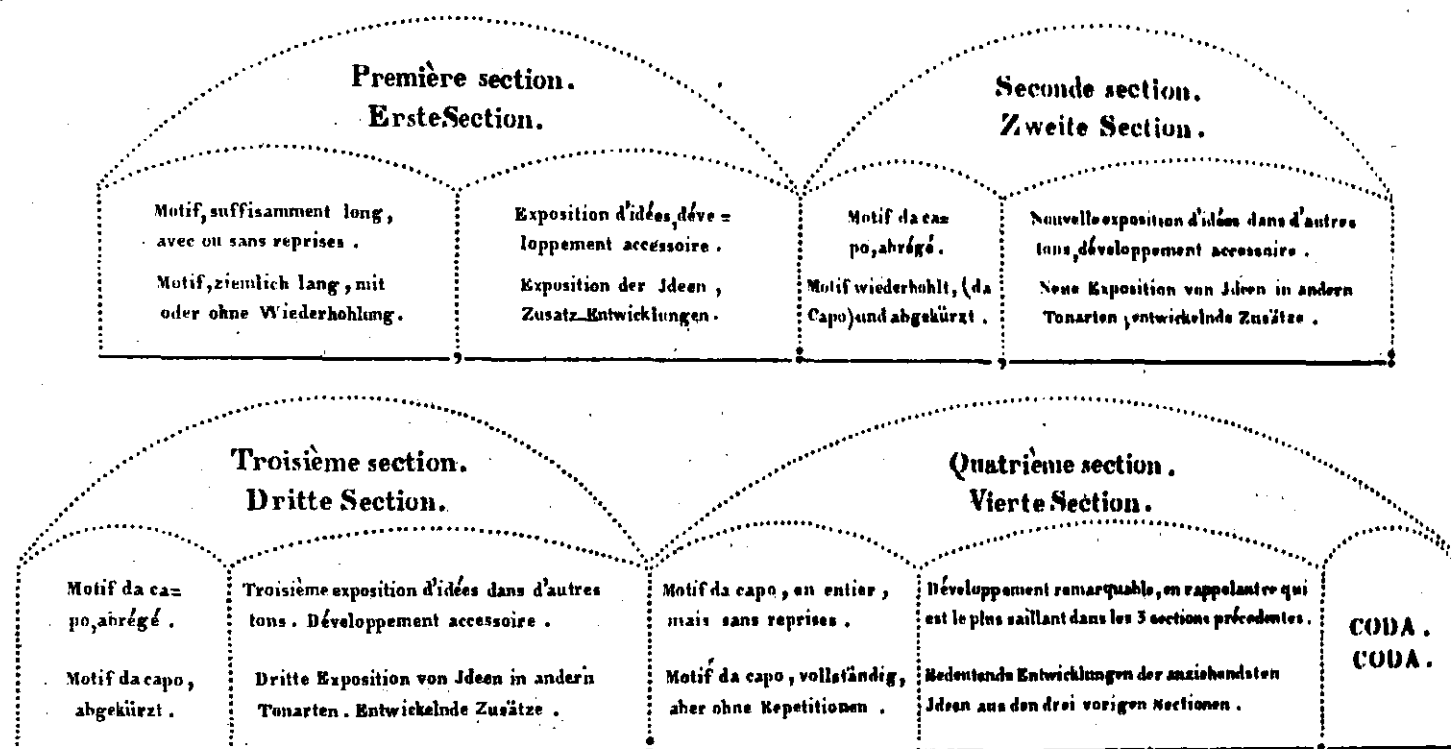 Première section.
Erste Section.
Seconde section.
Zweite Section.
Motif, suffisamment long,
avec ou sans reprises.
Motif, ziemlich lang, mit
oder ohne Wiederhohlung.
Exposition d'idées, déve=
loppement accessoire.
Exposition der Jdeen,
Zusatz-Entwicklungen.
Motif da ca=
po, abrégé.
Motif wiederhohlt, (da
Capo) und abgekürzt.
Nouvelle exposition d'idées dans d'autres
tons, développement accessoire.
Neue Exposition von Jdeen in andern
Tonarten, entwickelnde Zusätze.
Troisième section.
Dritte Section.
Quatrième section.
Vierte Section.
Motif da ca=
po, abrégé.
Motif da capo,
abgekürzt.
Troisième exposition d'idées dans d'autres
tons. Développement accessoire.
Dritte Exposition von Jdeen in andern
Tonarten. Entwickelnde Zusätze.
Motif da capo, en entier,
mais sans reprises.
Motif da capo, vollständig,
aber ohne Repetitionen.
Développement remarquable, en rappelant ce qui
est le plus saillant dans les 3 sections précédentes.
Bedeutende Entwicklungen der anziehendsten
Jdeen aus den drei vorigen Sectionen.
CODA.
CODA.